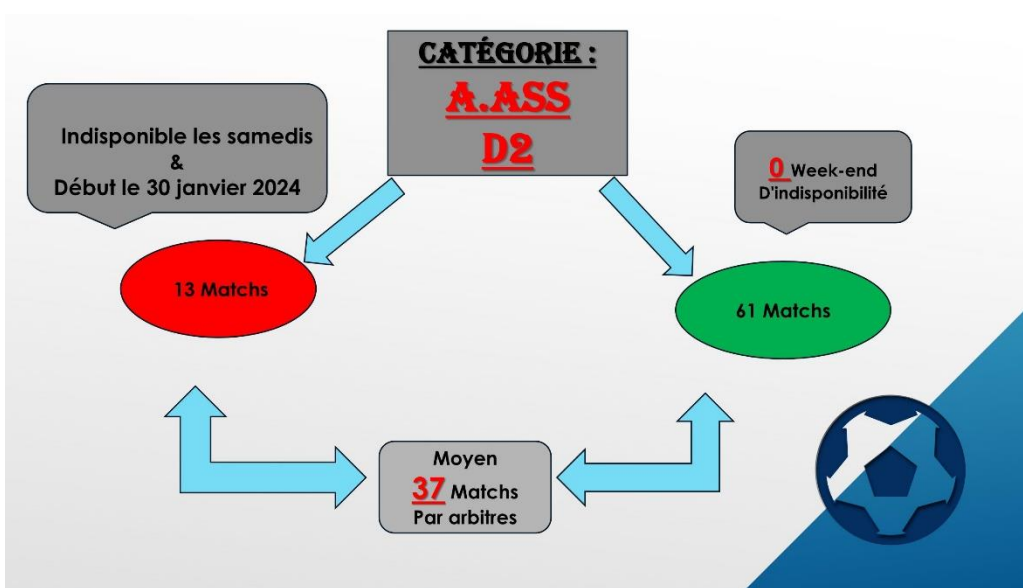 CATÉGORIE :
A.ASS
D2
Indisponible les samedis
&
Début le 30 janvier 2024
0 Week-end
D'indisponibilité
13 Matchs
61 Matchs
Moyen
37 Matchs
Par arbitres